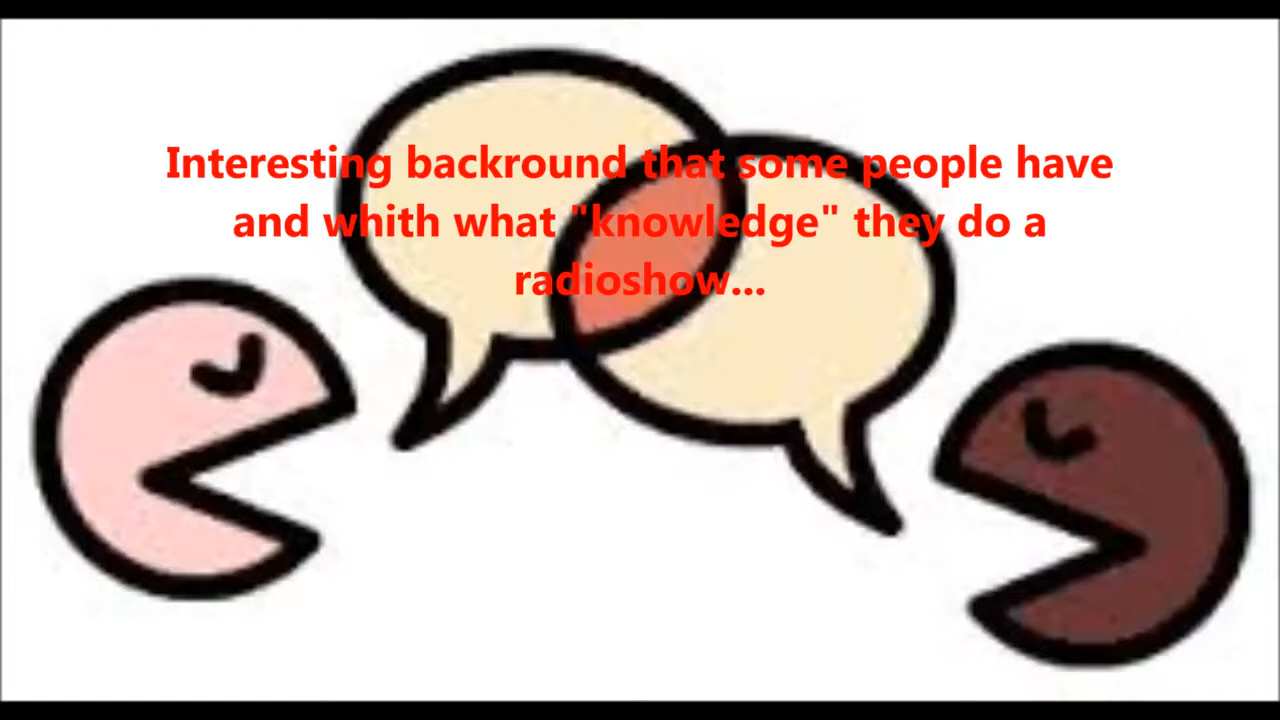 Interesting backround that some people have
and whith what "knowledge" they do a
radioshow...